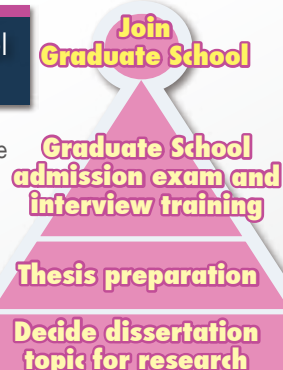 Join
Graduate School
Graduate School
admission exam and
interview training
Thesis preparation
Decide dissertation
topic for research